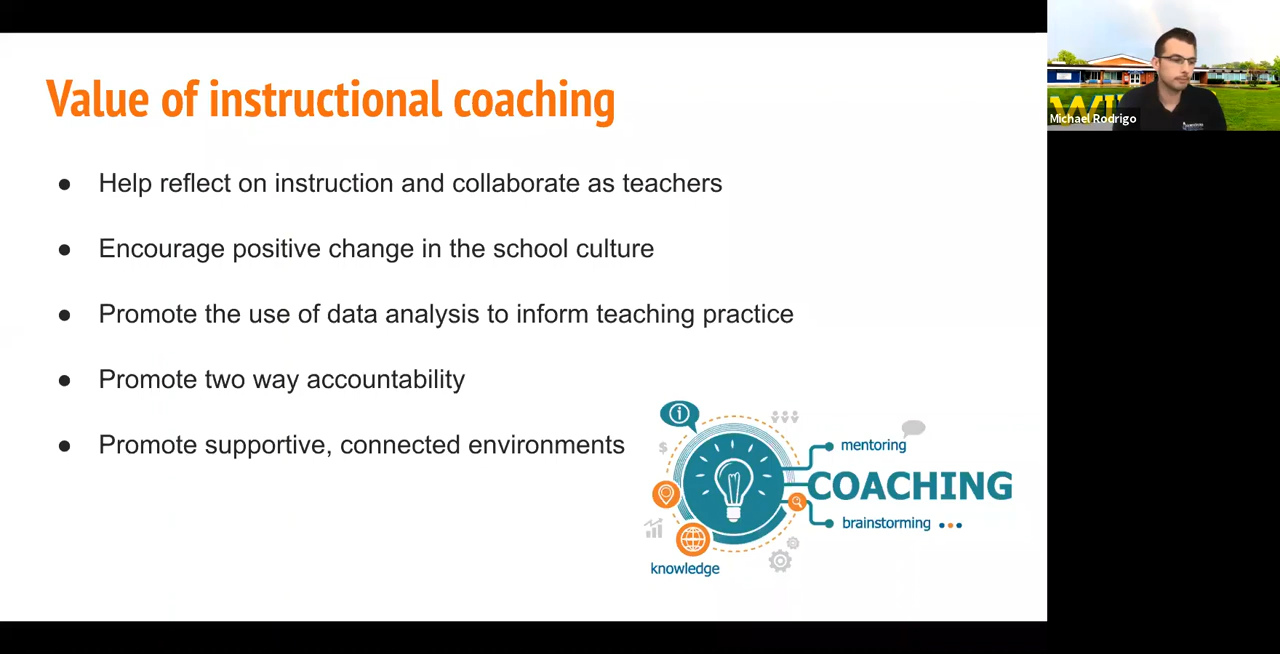 Value of instructional coaching
● Help reflect on instruction and collaborate as teachers
● Encourage positive change in the school culture
● Promote the use of data analysis to inform teaching practice
● Promote two way accountability
● Promote supportive, connected environments
mentoring
COACHING
brainstorming
knowledge
Michael Rodrigo